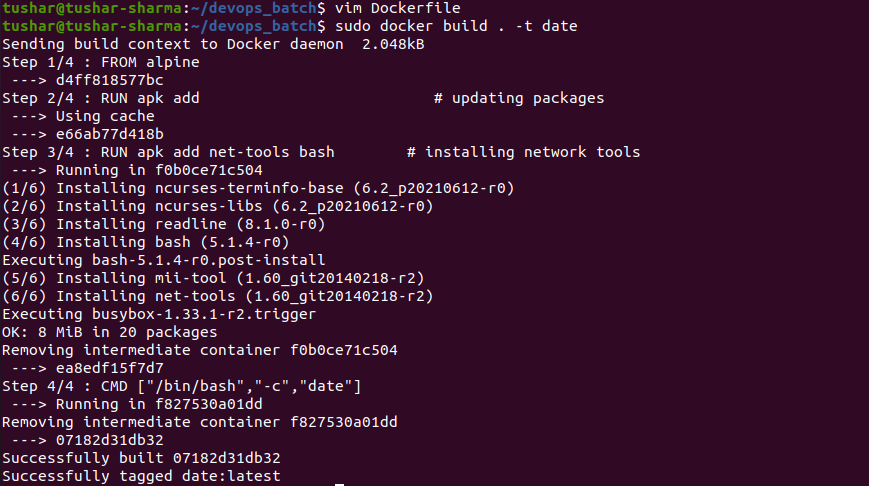 tushar@tushar-sharma:~/devops_batch$ vim Dockerfile
tushar@tushar-sharma:~/devops_batch$ sudo docker build . -t date
Sending build context to Docker daemon  2.048kB
Step 1/4 : FROM alpine
 ---> d4ff818577bc
Step 2/4 : RUN apk add                          # updating packages
 ---> Using cache
 ---> e66ab77d418b
Step 3/4 : RUN apk add net-tools bash        # installing network tools
 ---> Running in f0b0ce71c504
(1/6) Installing ncurses-terminfo-base (6.2_p20210612-r0)
(2/6) Installing ncurses-libs (6.2_p20210612-r0)
(3/6) Installing readline (8.1.0-r0)
(4/6) Installing bash (5.1.4-r0)
Executing bash-5.1.4-r0.post-install
(5/6) Installing mii-tool (1.60_git20140218-r2)
(6/6) Installing net-tools (1.60_git20140218-r2)
Executing busybox-1.33.1-r2.trigger
OK: 8 MiB in 20 packages
Removing intermediate container f0b0ce71c504
 ---> ea8edf15f7d7
Step 4/4 : CMD ["/bin/bash","-c","date"]
 ---> Running in f827530a01dd
Removing intermediate container f827530a01dd
 ---> 07182d31db32
Successfully built 07182d31db32
Successfully tagged date:latest